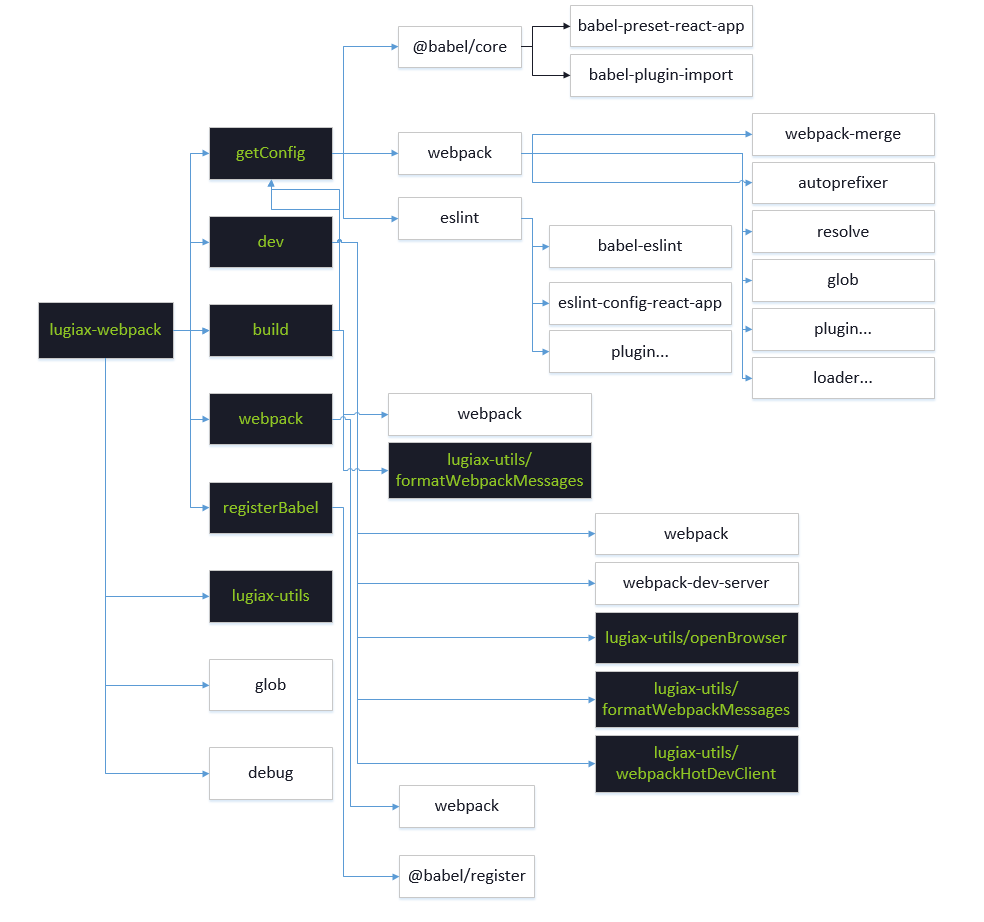 babel-preset-react-app
@babel/core
babel-plugin-import
webpack-merge
getConfig
webpack
autoprefixer
eslint
resolve
dev
babel-eslint
glob
eslint-config-react-app
lugiax-webpack
build
plugin...
plugin...
loader...
webpack
webpack
lugiax-utils/
formatWebpackMessages
registerBabel
webpack
webpack-dev-server
lugiax-utils
lugiax-utils/openBrowser
glob
lugiax-utils/
formatWebpackMessages
debug
lugiax-utils/
webpackHotDevClient
webpack
@babel/register